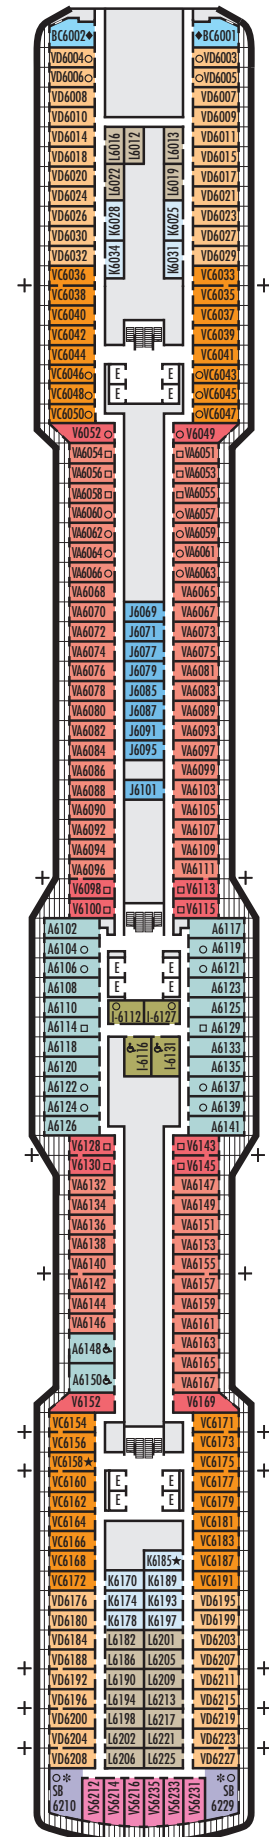 BC6002♦ ♦BC6001
VD6004○ ○VD6003
VD6006○ ○VD6005
VD6008 VD6007
VD6010 VD6009
VD6014 L6016 L6012 L6013 VD6011
VD6018 VD6015
VD6020 L6022 L6019 VD6017
VD6024 VD6021
VD6026 K6028 K6025 VD6023
VD6030 VD6027
VD6032 K6034 K6031 VD6029
VC6036 VC6033
VC6038 VC6035
VC6040 VC6037
VC6042 VC6039
VC6044 VC6041
VC6046○ E E ○VC6043
VC6048○ E E ○VC6045
VC6050○ ○VC6047
V6052○ ○V6049
VA6054□ □VA6051
VA6056□ □VA6053
VA6058□ □VA6055
VA6060○ ○VA6057
VA6062○ ○VA6059
VA6064○ ○VA6061
VA6066○ ○VA6063
VA6068 VA6065
VA6070 J6069 VA6067
VA6072 J6071 VA6073
VA6074 J6077 VA6075
VA6076 J6079 VA6081
VA6078 J6085 VA6083
VA6080 J6087 VA6089
VA6082 J6091 VA6093
VA6084 J6095 VA6097
VA6086 VA6099
VA6088 J6101 VA6103
VA6090 VA6105
VA6092 VA6107
VA6094 VA6109
VA6096 VA6111
V6098□ □V6113
V6100□ □V6115
A6102 A6117
A6104○ ○A6119
A6106○ E E ○A6121
A6108 E E A6123
A6110 I-6112 I-6127 A6125
A6114□ □A6129
A6118 I-6116 I-6131 A6133
A6120 A6135
A6122○ ○A6137
A6124○ ○A6139
A6126 A6141
V6128□ □V6143
V6130□ □V6145
VA6132 VA6147
VA6134 VA6149
VA6136 VA6151
VA6138 VA6153
VA6140 VA6155
VA6142 VA6157
VA6144 VA6159
VA6146 VA6161
A6148♿ VA6163
VA6165
A6150♿ VA6167
V6152 V6169
VC6154 VC6171
VC6156 VC6173
VC6158★ VC6175
VC6160 E E VC6177
VC6162 E E VC6179
VC6164 VC6181
VC6166 VC6183
VC6168 K6185★ VC6187
VC6172 K6170 K6189 VC6191
VD6176 K6174 K6193 VD6195
VD6180 K6178 K6197 VD6199
VD6184 L6182 L6201 VD6203
VD6188 L6186 L6205 VD6207
VD6192 L6190 L6209 VD6211
VD6196 L6194 L6213 VD6215
VD6200 L6198 L6217 VD6219
VD6204 L6202 L6221 VD6223
VD6208 L6206 L6225 VD6227
○✻ SB 6210 VS6212 VS6214 VS6216 VS6235 VS6233 VS6231 ✻○ SB 6229